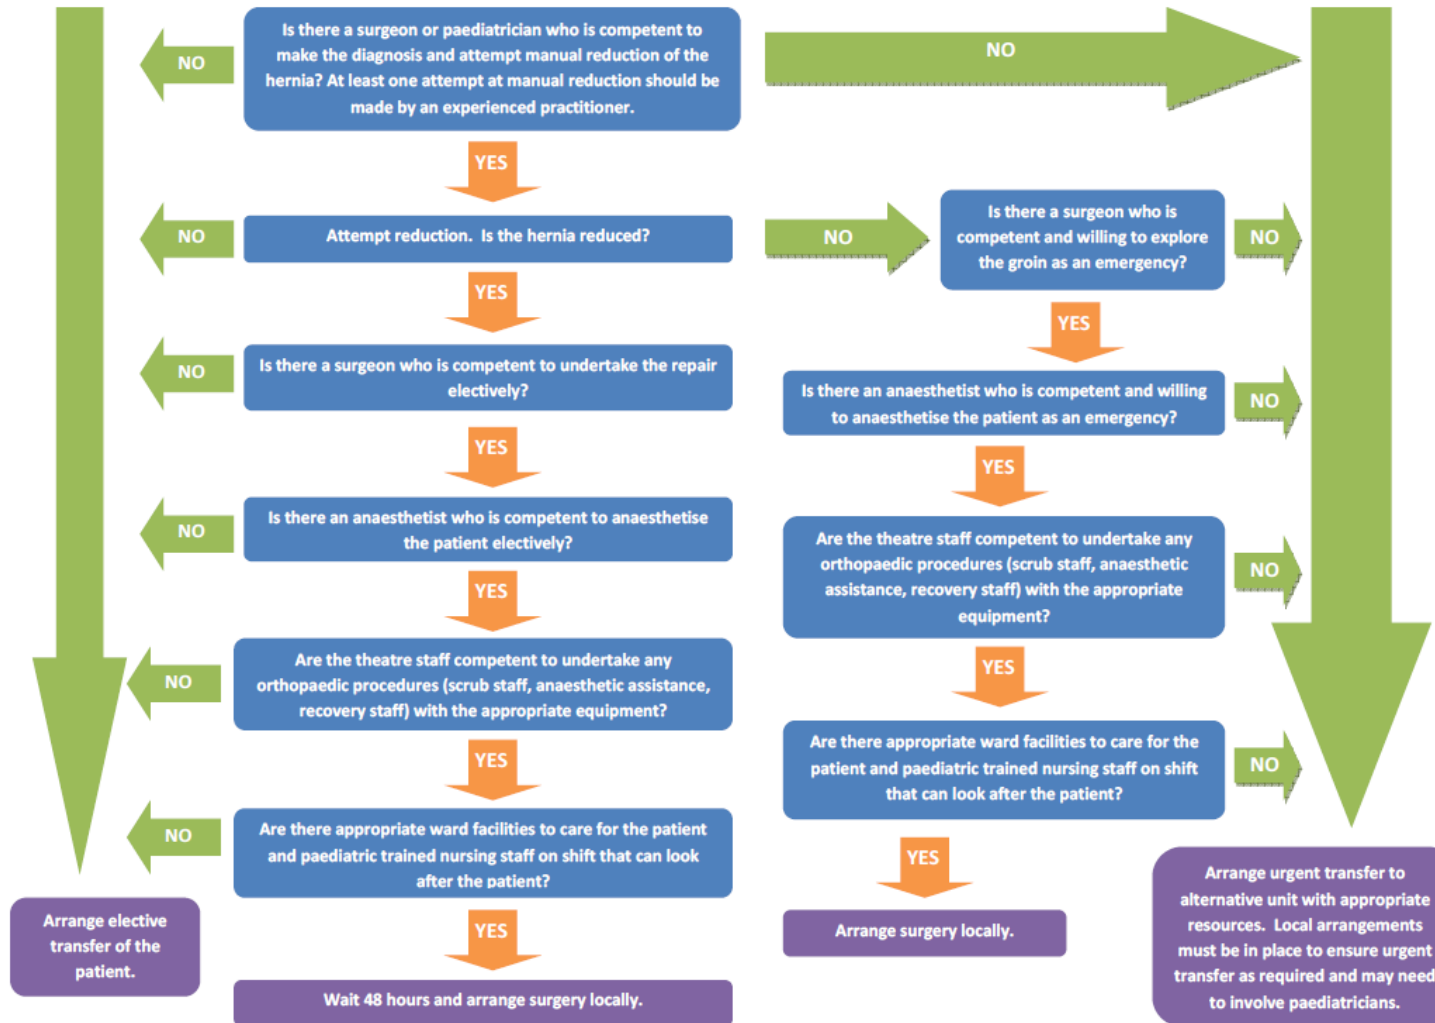 Is there a surgeon or paediatrician who is competent to
make the diagnosis and attempt manual reduction of the
hernia? At least one attempt at manual reduction should be
made by an experienced practitioner.
NO
NO
YES
Attempt reduction.  Is the hernia reduced?
NO
NO
Is there a surgeon who is
competent and willing to explore
the groin as an emergency?
NO
YES
YES
Is there a surgeon who is competent to undertake the repair
electively?
NO
Is there an anaesthetist who is competent and willing
to anaesthetise the patient as an emergency?
NO
YES
YES
Is there an anaesthetist who is competent to anaesthetise
the patient electively?
NO
Are the theatre staff competent to undertake any
orthopaedic procedures (scrub staff, anaesthetic
assistance, recovery staff) with the appropriate
equipment?
NO
YES
YES
Are the theatre staff competent to undertake any
orthopaedic procedures (scrub staff, anaesthetic assistance,
recovery staff) with the appropriate equipment?
NO
Are there appropriate ward facilities to care for the
patient and paediatric trained nursing staff on shift
that can look after the patient?
NO
YES
YES
Are there appropriate ward facilities to care for the patient
and paediatric trained nursing staff on shift that can look
after the patient?
NO
YES
Arrange elective
transfer of the
patient.
Wait 48 hours and arrange surgery locally.
Arrange surgery locally.
Arrange urgent transfer to
alternative unit with appropriate
resources.  Local arrangements
must be in place to ensure urgent
transfer as required and may need
to involve paediatricians.